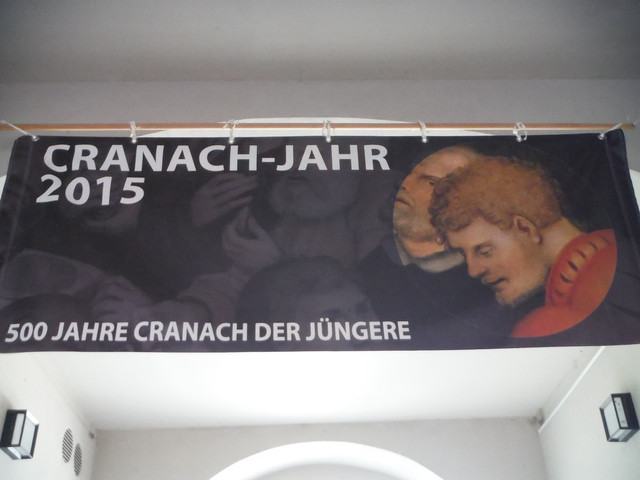 CRANACH-JAHR
2015
500 JAHRE CRANACH DER JÜNGERE